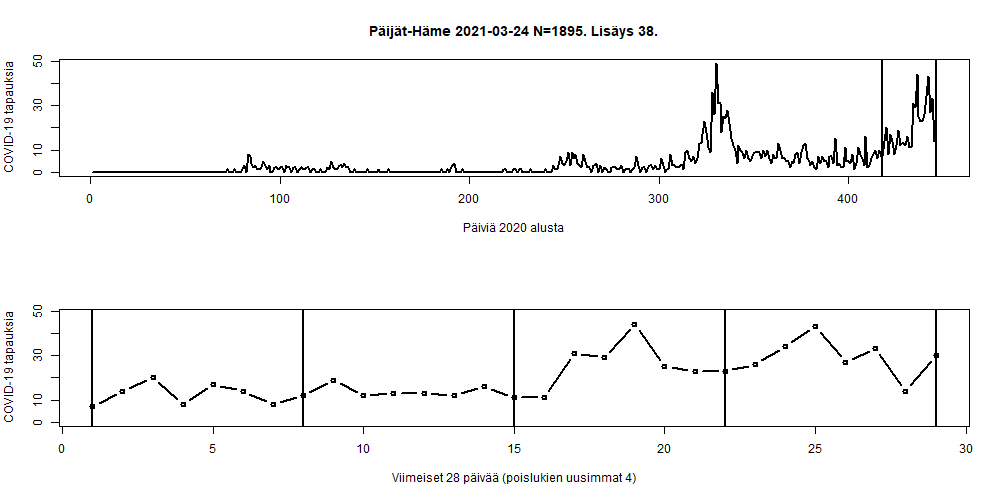 Päijät-Häme 2021-03-24 N=1895. Lisäys 38.
COVID-19 tapauksia
50
30
10
0
0 100 200 300 400
Päiviä 2020 alusta
COVID-19 tapauksia
50
30
10
0
0 5 10 15 20 25 30
Viimeiset 28 päivää (poislukien uusimmat 4)